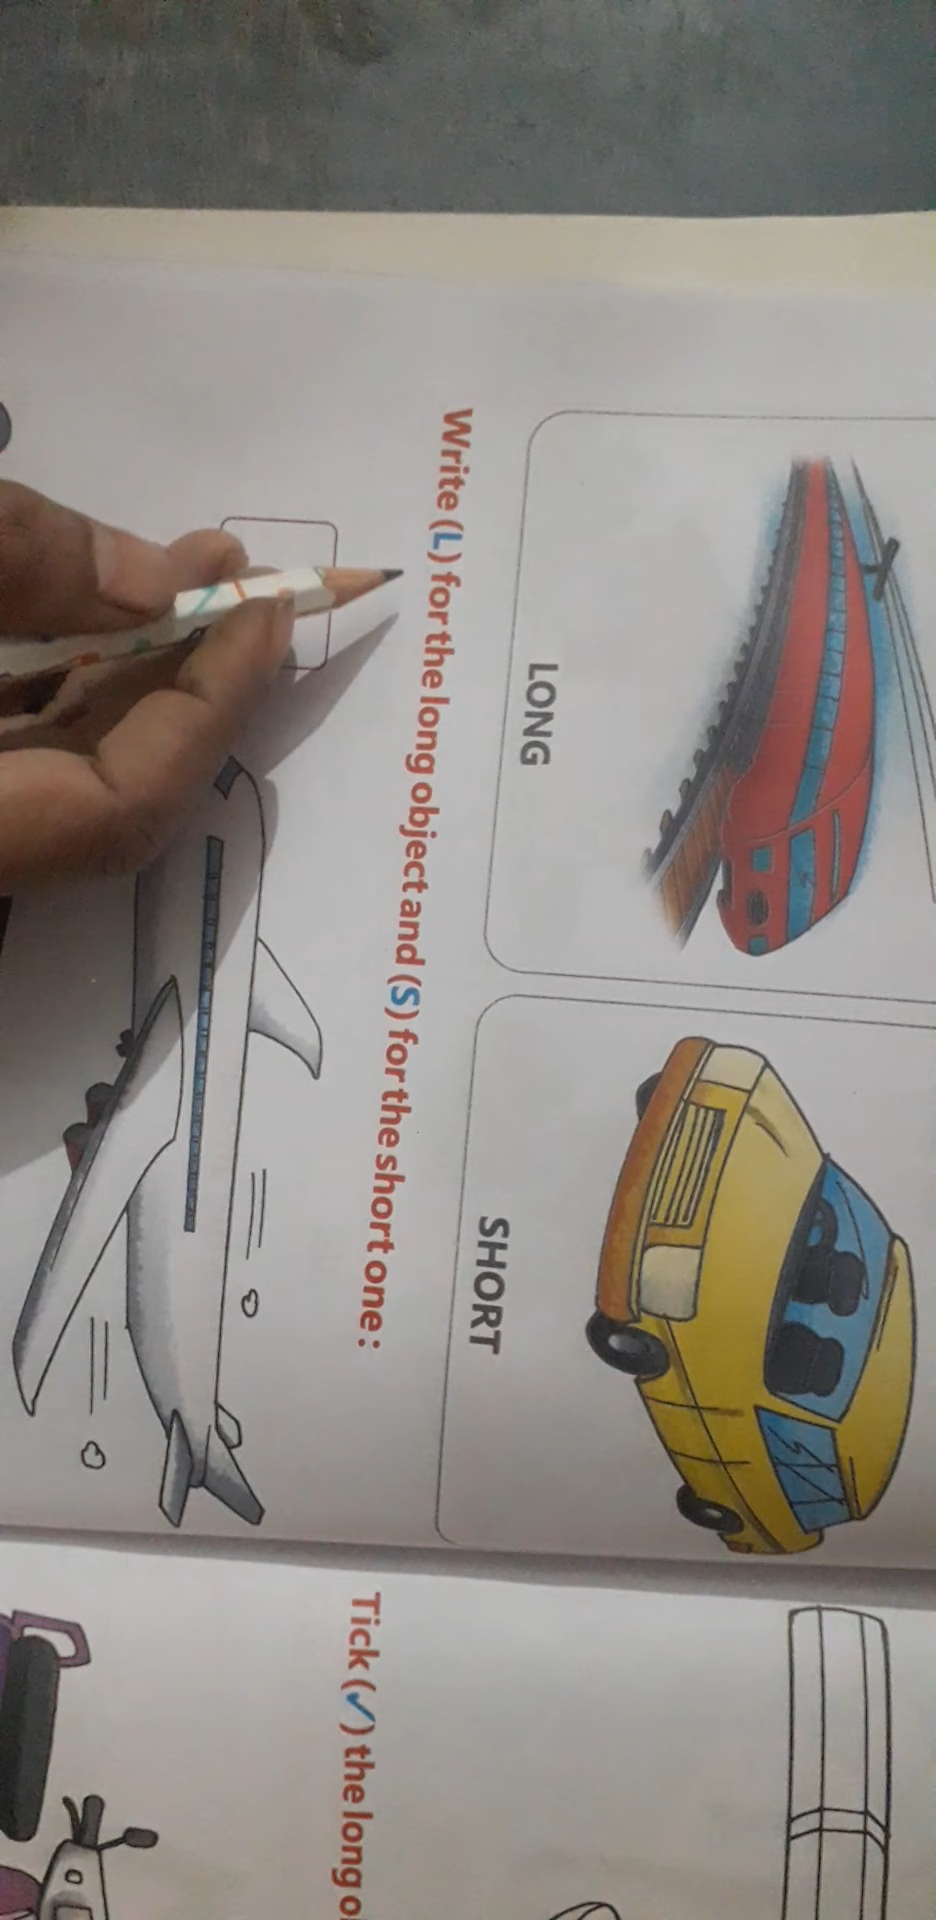 LONG
SHORT
Write (L) for the long object and (S) for the short one :
Tick (✓) the long